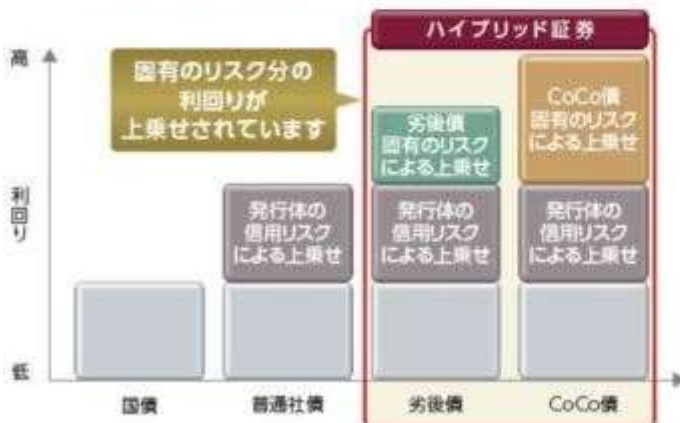 ハイブリッド証券
高
固有のリスク分の
利回りが
上乗せされています
CoCo債
固有のリスク
による上乗せ
劣後債
固有のリスク
による上乗せ
利回り
発行体の
信用リスク
による上乗せ
発行体の
信用リスク
による上乗せ
発行体の
信用リスク
による上乗せ
低
国債
普通社債
劣後債
CoCo債